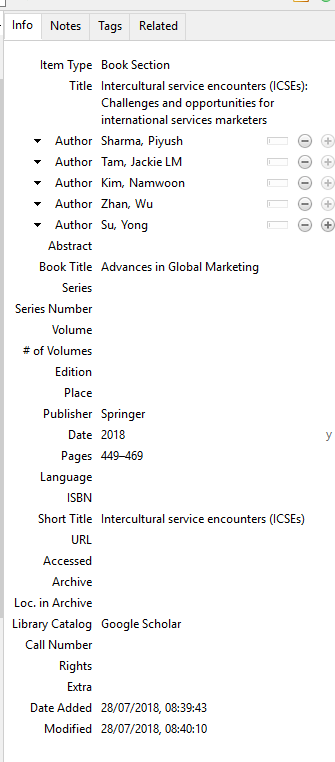 Info Notes Tags Related
Item Type Book Section
Title Intercultural service encounters (ICSEs):
Challenges and opportunities for
international services marketers
Author Sharma, Piyush
Author Tam, Jackie LM
Author Kim, Namwoon
Author Zhan, Wu
Author Su, Yong
Abstract
Book Title Advances in Global Marketing
Series
Series Number
Volume
# of Volumes
Edition
Place
Publisher Springer
Date 2018 y
Pages 449–469
Language
ISBN
Short Title Intercultural service encounters (ICSEs)
URL
Accessed
Archive
Loc. in Archive
Library Catalog Google Scholar
Call Number
Rights
Extra
Date Added 28/07/2018, 08:39:43
Modified 28/07/2018, 08:40:10